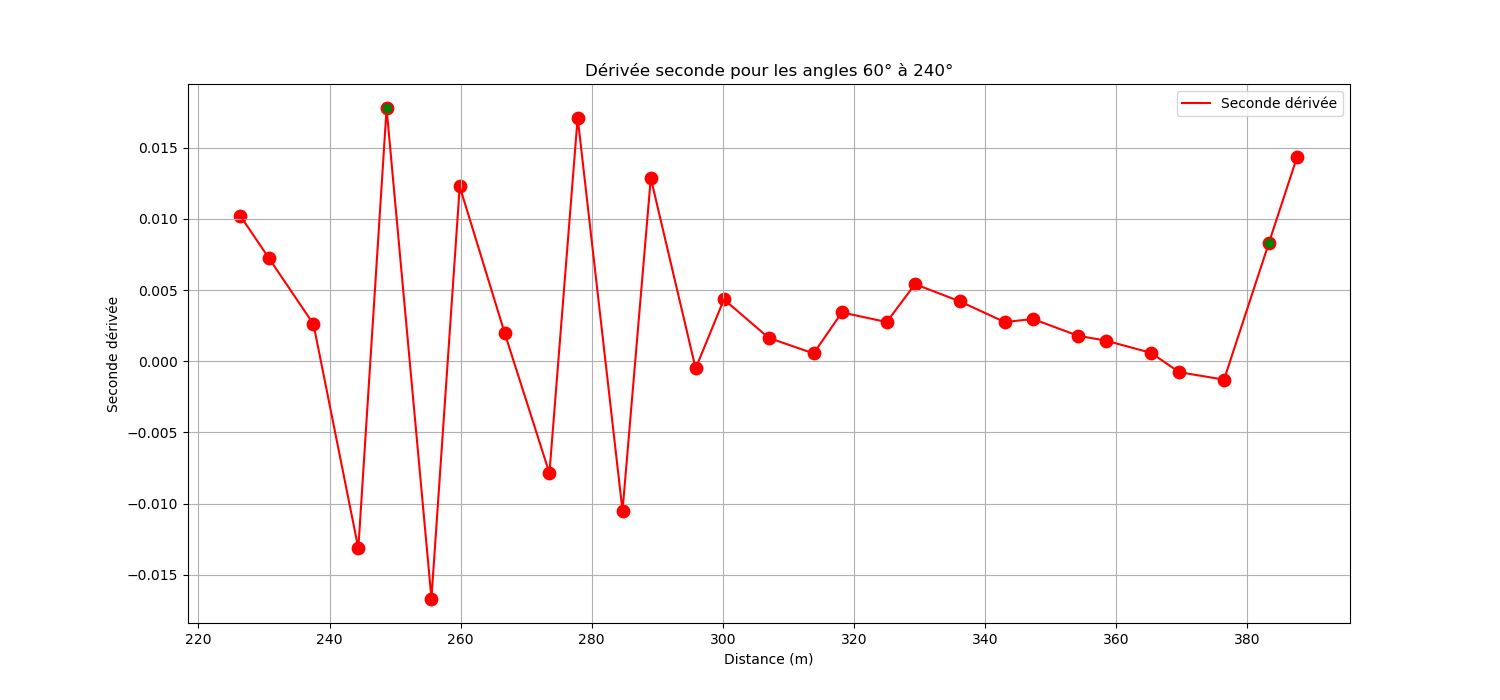 Dérivée seconde pour les angles 60° à 240°
Seconde dérivée
0.015
0.010
0.005
0.000
−0.005
−0.010
−0.015
Seconde dérivée
220 240 260 280 300 320 340 360 380
Distance (m)